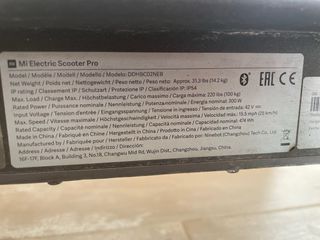 mi Mi Electric Scooter Pro
Model / Modèle / Modell / Modello / Modelo: DDHBC02NEB
Net Weight / Poids / Nettogewicht / Peso netto / Peso neto: Approx. 31.3 lbs (14.2 kg)
IP rating / Classement IP / Schutzart / Protezione IP / Clasificación IP: IP54
Max. Load / Charge Max. / Höchstbelastung / Carico massimo / Carga máxima: 220 lbs (100 kg)
Rated Power / Puissance nominale / Nennleistung / Potenza nominale / Energía nominal: 300 W
Input Voltage / Tension d'entrée / Eingangsspannung / Tensione in ingresso / Tensión de entrada: 42 V
Max. Speed / Vitesse maximale / Höchstgeschwindigkeit / Velocità massima / Velocidad máxima: 15.5 mph (25 km/h)
Rated Capacity / Capacité nominale / Nennleistung / Capacità nominale / Capacidad nominal: 474 Wh
Made in China / Fabriqué en Chine / Hergestellt in China / Fabbricato in Cina / Fabricado en China
Manufactured by / Fabriqué pour / Hersteller / Fabbricato da / Fabricado por: Ninebot (Changzhou) Tech Co., Ltd.
Address / Adresse / Adresse / Indirizzo / Dirección:
16F-17F, Block A, Building 3, No.18, Changwu Mid Rd, Wujin Dist., Changzhou, Jiangsu, China.
EAC CE